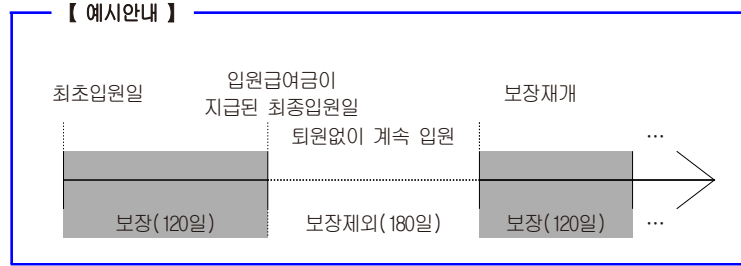 【 예시안내 】
최초입원일
입원급여금이
지급된 최종입원일
보장재개
퇴원없이 계속 입원
…
보장(120일)
보장제외(180일)
보장(120일)
…